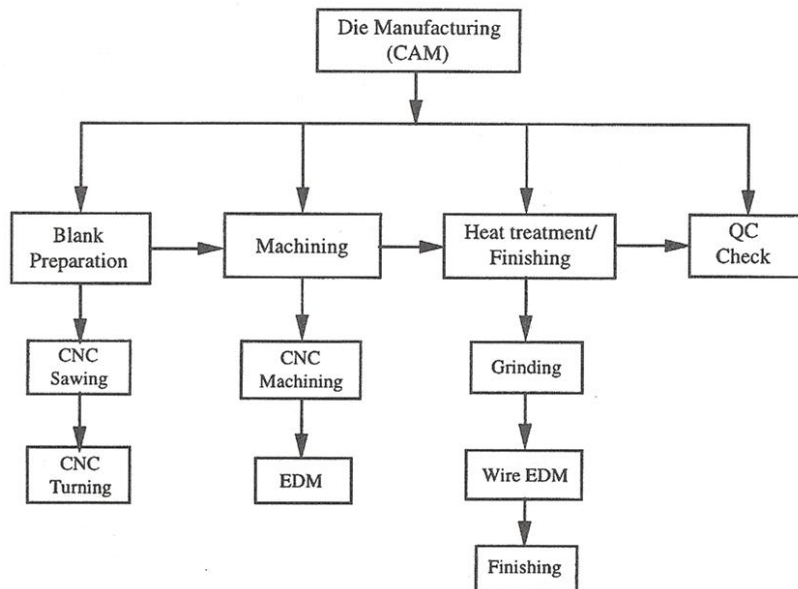 Die Manufacturing
(CAM)
Blank
Preparation
Machining
Heat treatment/
Finishing
QC
Check
CNC
Sawing
CNC
Machining
Grinding
CNC
Turning
EDM
Wire EDM
Finishing